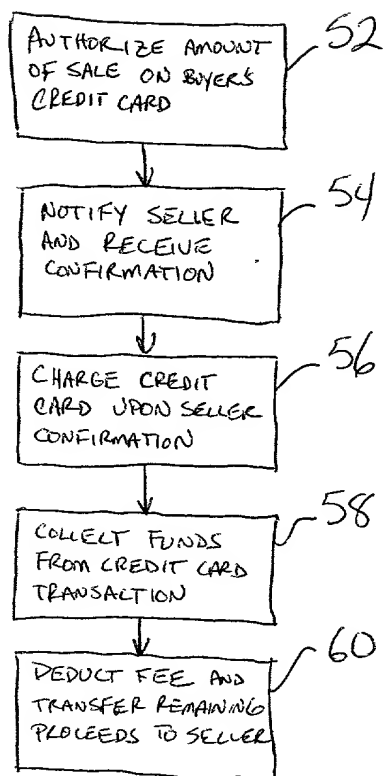 AUTHORIZE AMOUNT
OF SALE ON BUYER'S
CREDIT CARD
52
NOTIFY SELLER
AND RECEIVE
CONFIRMATION
54
CHARGE CREDIT
CARD UPON SELLER
CONFIRMATION
56
COLLECT FUNDS
FROM CREDIT CARD
TRANSACTION
58
DEDUCT FEE AND
TRANSFER REMAINING
PROCEEDS TO SELLER
60